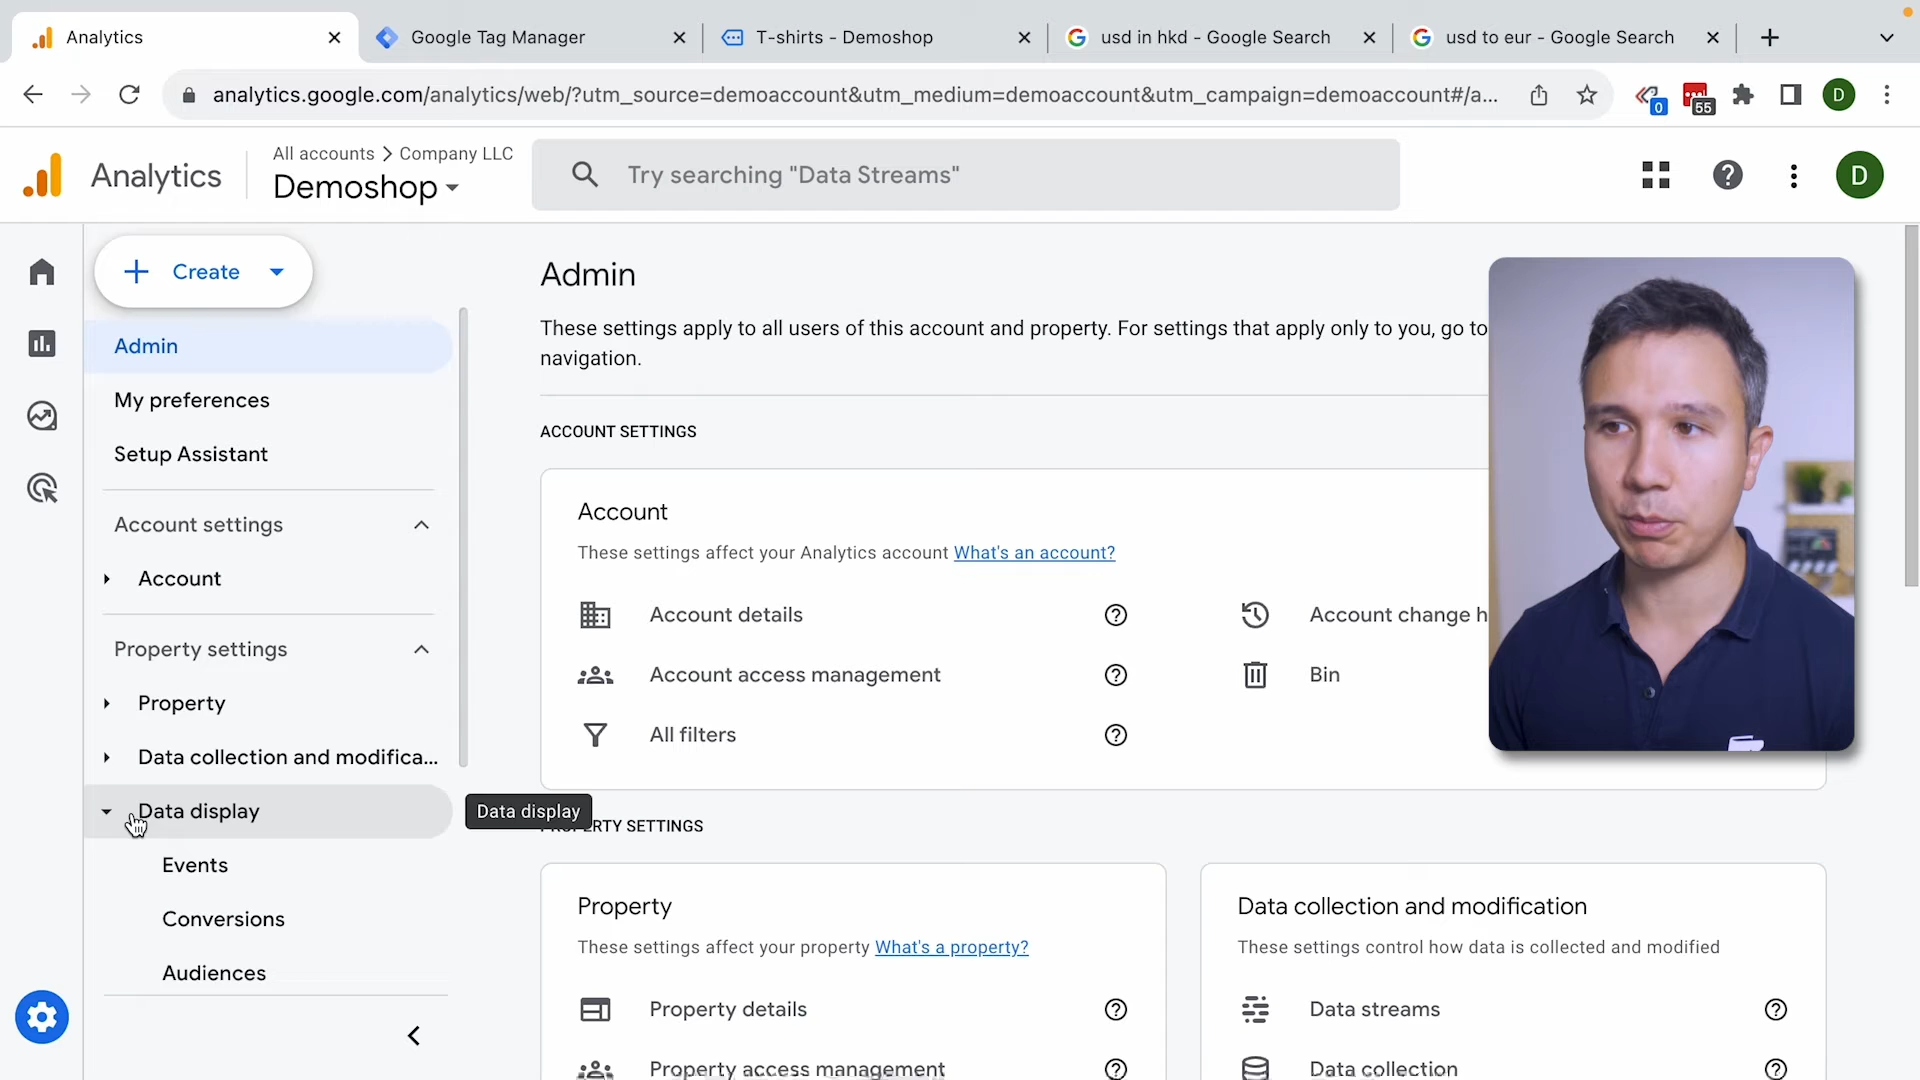 Analytics
Google Tag Manager
T-shirts - Demoshop
usd in hkd - Google Search
usd to eur - Google Search
analytics.google.com/analytics/web/?utm_source=demoaccount&utm_medium=demoaccount&utm_campaign=demoaccount#/a...
0
55
D
Analytics
All accounts > Company LLC
Demoshop
Try searching "Data Streams"
D
Create
Admin
My preferences
Setup Assistant
Account settings
Account
Property settings
Property
Data collection and modifica...
Data display
Events
Conversions
Audiences
Data display
Admin
These settings apply to all users of this account and property. For settings that apply only to you, go to
navigation.
ACCOUNT SETTINGS
Account
These settings affect your Analytics account What's an account?
Account details
Account change h
Account access management
Bin
All filters
RTY SETTINGS
Property
These settings affect your property What's a property?
Property details
Property access management
Data collection and modification
These settings control how data is collected and modified
Data streams
Data collection